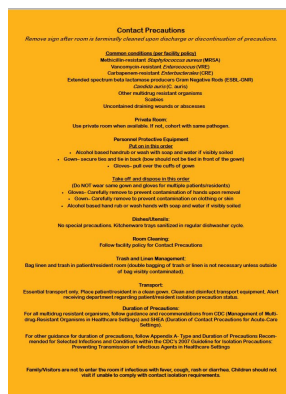 Contact Precautions
Remove sign after room is terminally cleaned upon discharge or discontinuation of precautions.
Common conditions (per facility policy)
Methicillin-resistant Staphylococcus aureus (MRSA)
Vancomycin-resistant Enterococcus (VRE)
Carbapenem-resistant Enterobacterales (CRE)
Extended spectrum beta lactamase producers Gram Negative Rods (ESBL-GNR)
Candida auris (C. auris)
Other multidrug resistant organisms
Scabies
Uncontained draining wounds or abscesses
Private Room:
Use private room when available. If not, cohort with same pathogen.
Personnel Protective Equipment
Put on in this order
• Alcohol based handrub or wash with soap and water if visibly soiled
• Gown- secure ties and tie in back (bow should not be tied in front of the gown)
• Gloves- pull over the cuffs of gown
Take off and dispose in this order
(Do NOT wear same gown and gloves for multiple patients/residents)
• Gloves- Carefully remove to prevent contamination of hands upon removal
• Gown- Carefully remove to prevent contamination on clothing or skin
• Alcohol based hand rub or wash hands with soap and water if visibly soiled
Dishes/Utensils:
No special precautions. Kitchenware trays sanitized in regular dishwasher cycle.
Room Cleaning:
Follow facility policy for Contact Precautions
Trash and Linen Management:
Bag linen and trash in patient/resident room (double bagging of trash or linen is not necessary unless outside
of bag visibly contaminated).
Transport:
Essential transport only. Place patient/resident in a clean gown. Clean and disinfect transport equipment. Alert
receiving department regarding patient/resident isolation precaution status.
Duration of Precautions:
For all multidrug resistant organisms, follow guidance and recommendations from CDC (Management of Multi-
drug-Resistant Organisms in Healthcare Settings) and SHEA (Duration of Contact Precautions for Acute-Care
Settings).
For other guidance for duration of precautions, follow Appendix A- Type and Duration of Precautions Recom-
mended for Selected Infections and Conditions within the CDC's 2007 Guideline for Isolation Precautions:
Preventing Transmission of Infectious Agents in Healthcare Settings
Family/Visitors are not to enter the room if infectious with fever, cough, rash or diarrhea. Children should not
visit if unable to comply with contact isolation requirements.